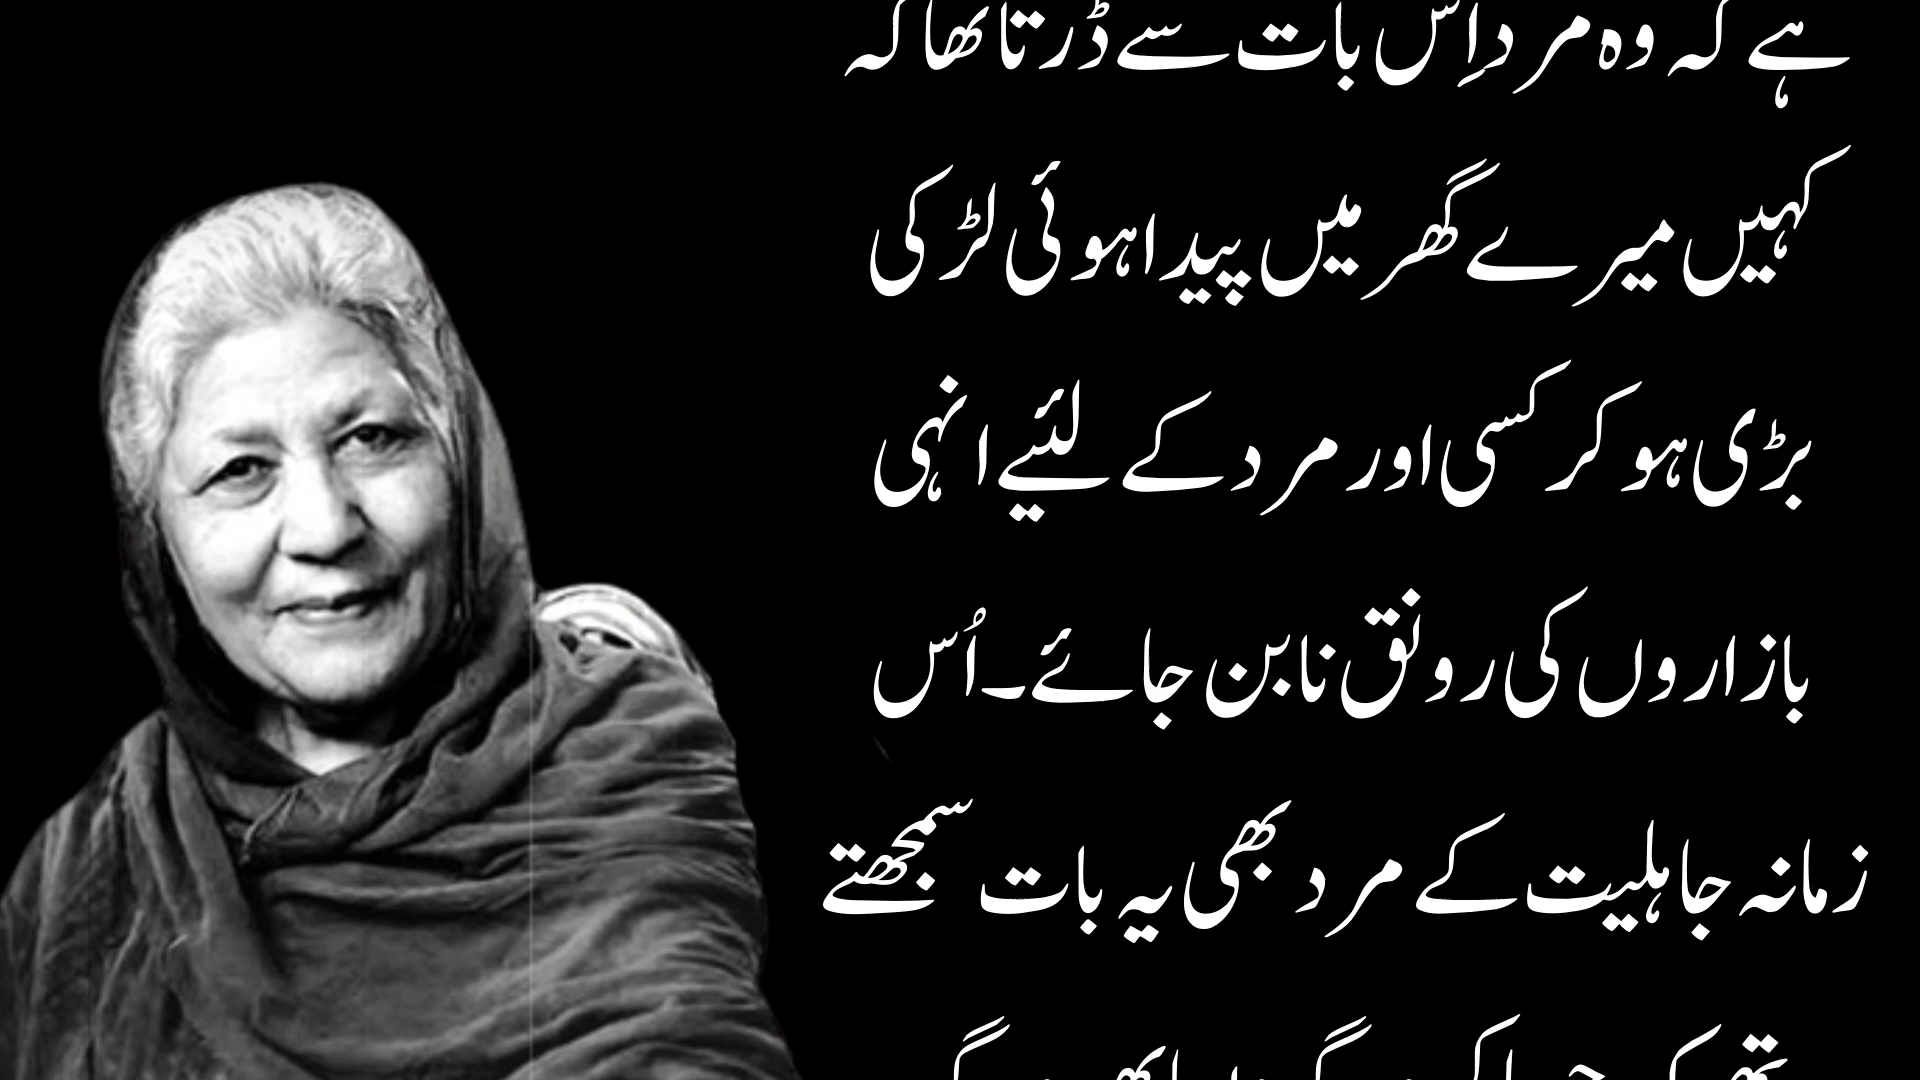 ہے کہ وہ مرد اِس بات سے ڈرتا تھا کہ
کہیں میرے گھر میں پیدا ہوئی لڑکی
بڑی ہو کر کسی اور مرد کے لئیے انہی
بازاروں کی رونق نا بن جائے۔ اُس
زمانہ جاہلیت کے مرد بھی یہ بات سمجھتے